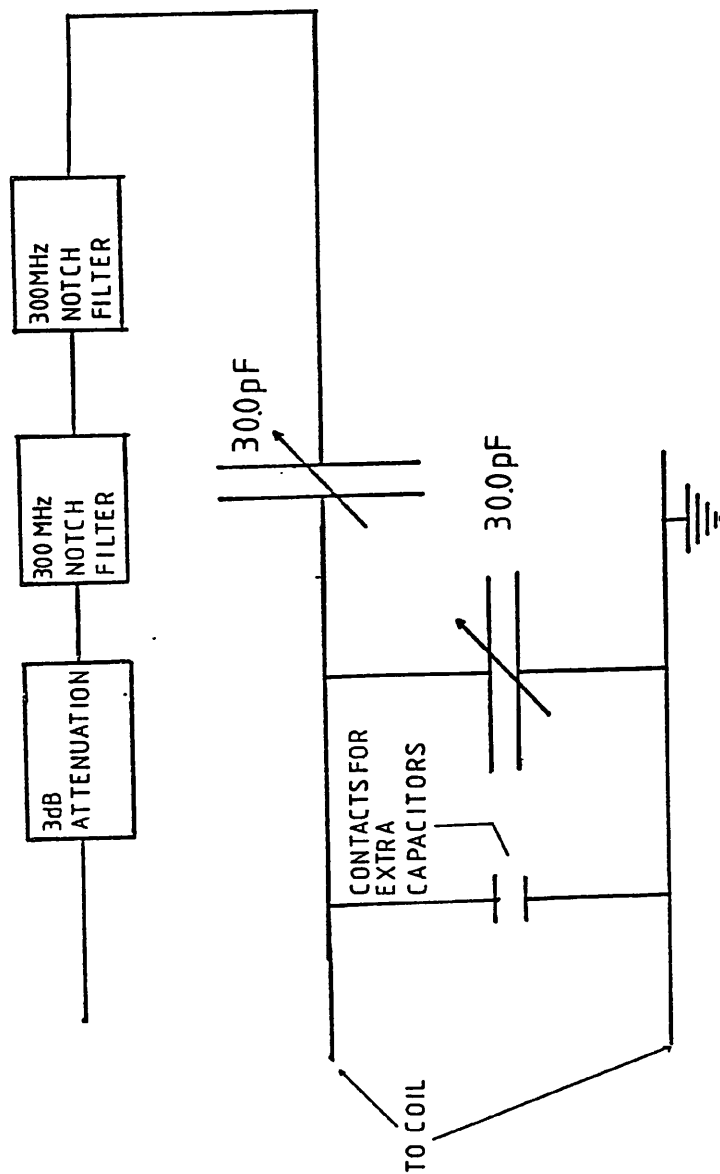 3dB
ATTENUATION
300 MHz
NOTCH
FILTER
300MHz
NOTCH
FILTER
30.0pF
CONTACTS FOR
EXTRA
CAPACITORS
30.0pF
TO COIL